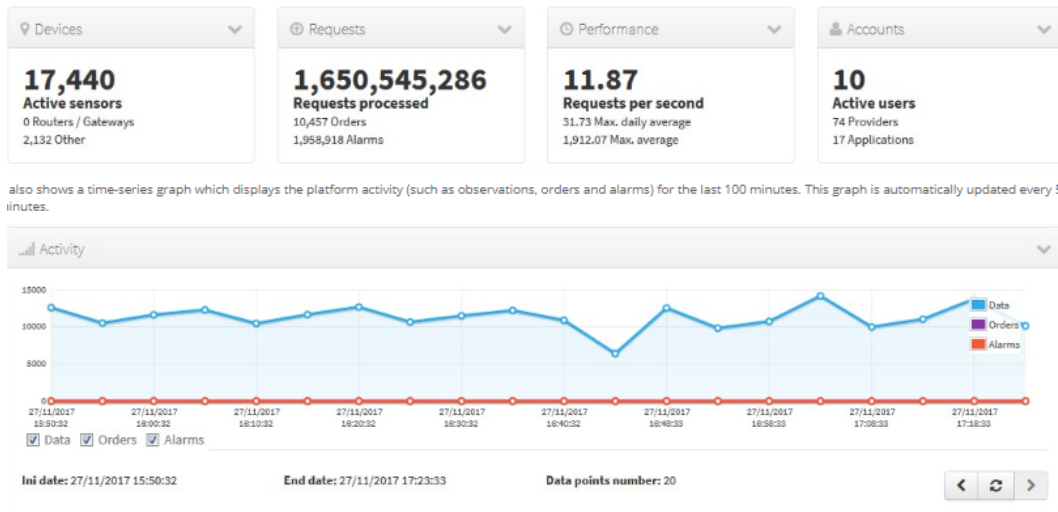 Devices
Requests
Performance
Accounts
17,440
1,650,545,286
11.87
10
Active sensors
Requests processed
Requests per second
Active users
0 Routers / Gateways
10,457 Orders
31.73 Max. daily average
74 Providers
2,132 Other
1,958,918 Alarms
1,912.07 Max. average
17 Applications
also shows a time-series graph which displays the platform activity (such as observations, orders and alarms) for the last 100 minutes. This graph is automatically updated every 5
inutes.
Activity
15000
Data
10000
Orders
Alarms
5000
0
27/11/2017 27/11/2017 27/11/2017 27/11/2017 27/11/2017 27/11/2017 27/11/2017 27/11/2017 27/11/2017 27/11/2017
15:50:32 16:00:32 16:10:32 16:20:32 16:30:32 16:40:32 16:48:33 16:58:33 17:08:33 17:18:33
Data Orders Alarms
Ini date: 27/11/2017 15:50:32
End date: 27/11/2017 17:23:33
Data points number: 20